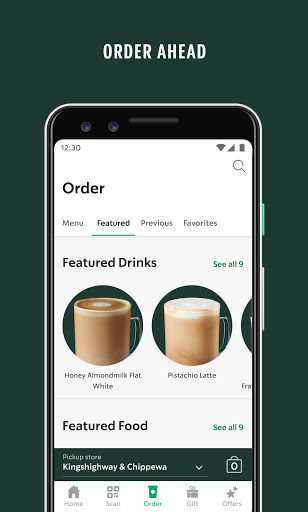 ORDER AHEAD
12:30
Order
Menu Featured Previous Favorites
Featured Drinks See all 9
Honey Almondmilk Flat
White
Pistachio Latte
Fra
Featured Food See all 9
Pickup store
Kingshighway & Chippewa
0
Home Scan Order Gift Offers